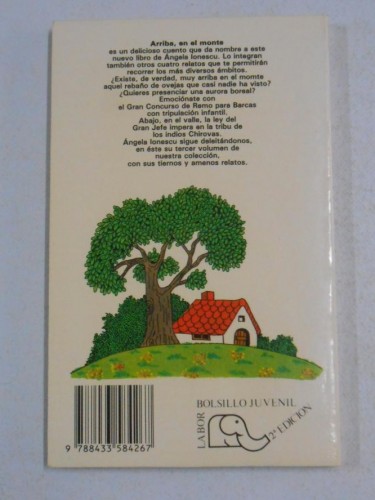 Arriba, en el monte
es un delicioso cuento que da nombre a este
nuevo libro de Ángela Ionescu. Lo integran
también otros cuatro relatos que te permitirán
recorrer los más diversos ámbitos.
¿Existe, de verdad, muy arriba en el monte
aquel rebaño de ovejas que casi nadie ha visto?
¿Quieres presenciar una aurora boreal?
Emociónate con
el Gran Concurso de Remo para Barcas
con tripulación infantil.
Abajo, en el valle, la ley del
Gran Jefe impera en la tribu de
los indios Chirovas.
Ángela Ionescu sigue deleitándonos,
en éste su tercer volumen de
nuestra colección,
con sus tiernos y amenos relatos.
BOLSILLO JUVENIL
LABOR
2ª EDICION
9 788433 584267